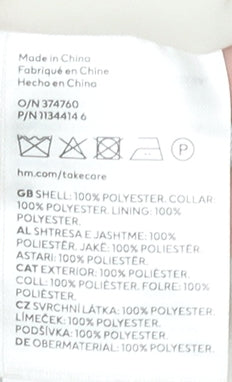 Made in China
Fabriqué en Chine
Hecho en China
O/N 374760
P/N 1134414 6
P
hm.com/takecare
GB SHELL: 100% POLYESTER. COLLAR:
100% POLYESTER. LINING: 100%
POLYESTER.
AL SHTRESA E JASHTME: 100%
POLIESTËR. JAKË: 100% POLIESTËR.
ASTARI: 100% POLIESTËR.
CAT EXTERIOR: 100% POLIÈSTER.
COLL: 100% POLIÈSTER. FOLRE: 100%
POLIÈSTER.
CZ SVRCHNÍ LÁTKA: 100% POLYESTER.
LÍMEČEK: 100% POLYESTER.
PODŠÍVKA: 100% POLYESTER.
DE OBERMATERIAL: 100% POLYESTER.